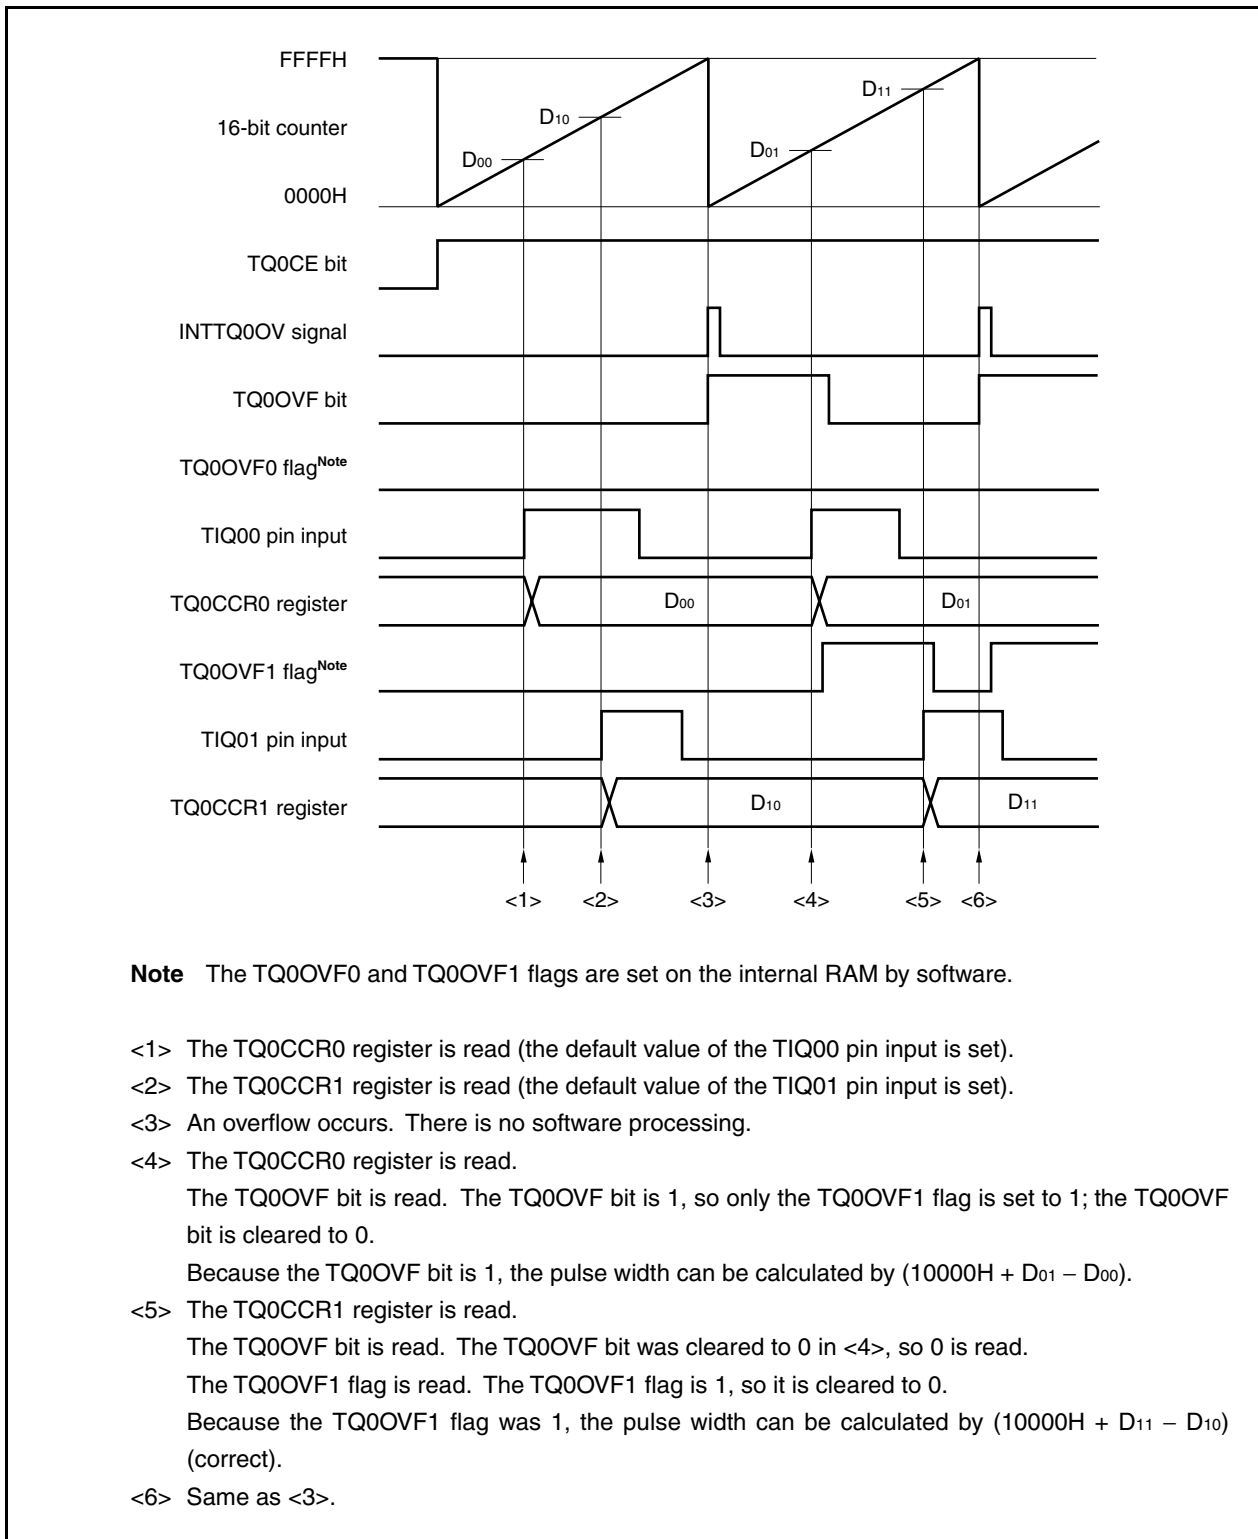 FFFFH
D11
D10
16-bit counter
D01
D00
0000H
TQ0CE bit
INTTQ0OV signal
TQ0OVF bit
TQ0OVF0 flagNote
TIQ00 pin input
TQ0CCR0 register
D00
D01
TQ0OVF1 flagNote
TIQ01 pin input
TQ0CCR1 register
D10
D11
<1> <2> <3> <4> <5> <6>
Note The TQ0OVF0 and TQ0OVF1 flags are set on the internal RAM by software.
<1> The TQ0CCR0 register is read (the default value of the TIQ00 pin input is set).
<2> The TQ0CCR1 register is read (the default value of the TIQ01 pin input is set).
<3> An overflow occurs. There is no software processing.
<4> The TQ0CCR0 register is read.
The TQ0OVF bit is read. The TQ0OVF bit is 1, so only the TQ0OVF1 flag is set to 1; the TQ0OVF
bit is cleared to 0.
Because the TQ0OVF bit is 1, the pulse width can be calculated by (10000H + D01 − D00).
<5> The TQ0CCR1 register is read.
The TQ0OVF bit is read. The TQ0OVF bit was cleared to 0 in <4>, so 0 is read.
The TQ0OVF1 flag is read. The TQ0OVF1 flag is 1, so it is cleared to 0.
Because the TQ0OVF1 flag was 1, the pulse width can be calculated by (10000H + D11 − D10)
(correct).
<6> Same as <3>.